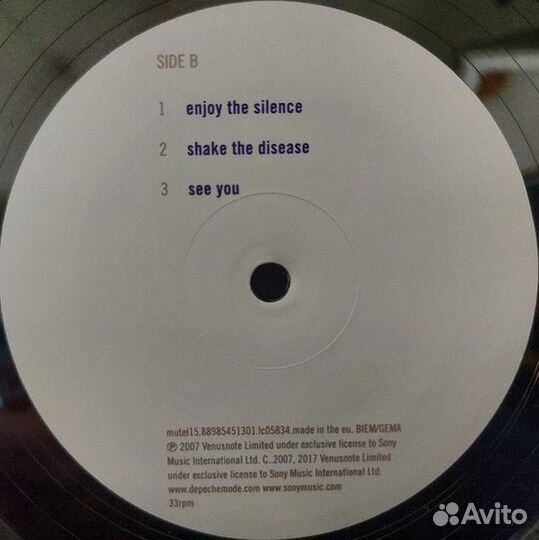 SIDE B
1 enjoy the silence
2 shake the disease
3 see you
mutel15.88985451301.lc05834.made in the eu. BIEM/GEMA
℗ 2007 Venusnote Limited under exclusive license to Sony
Music International Ltd. C..2007, 2017 Venusnote Limited
under exclusive license to Sony Music International Ltd.
www.depechemode.com www.sonymusic.com
33rpm
Avito